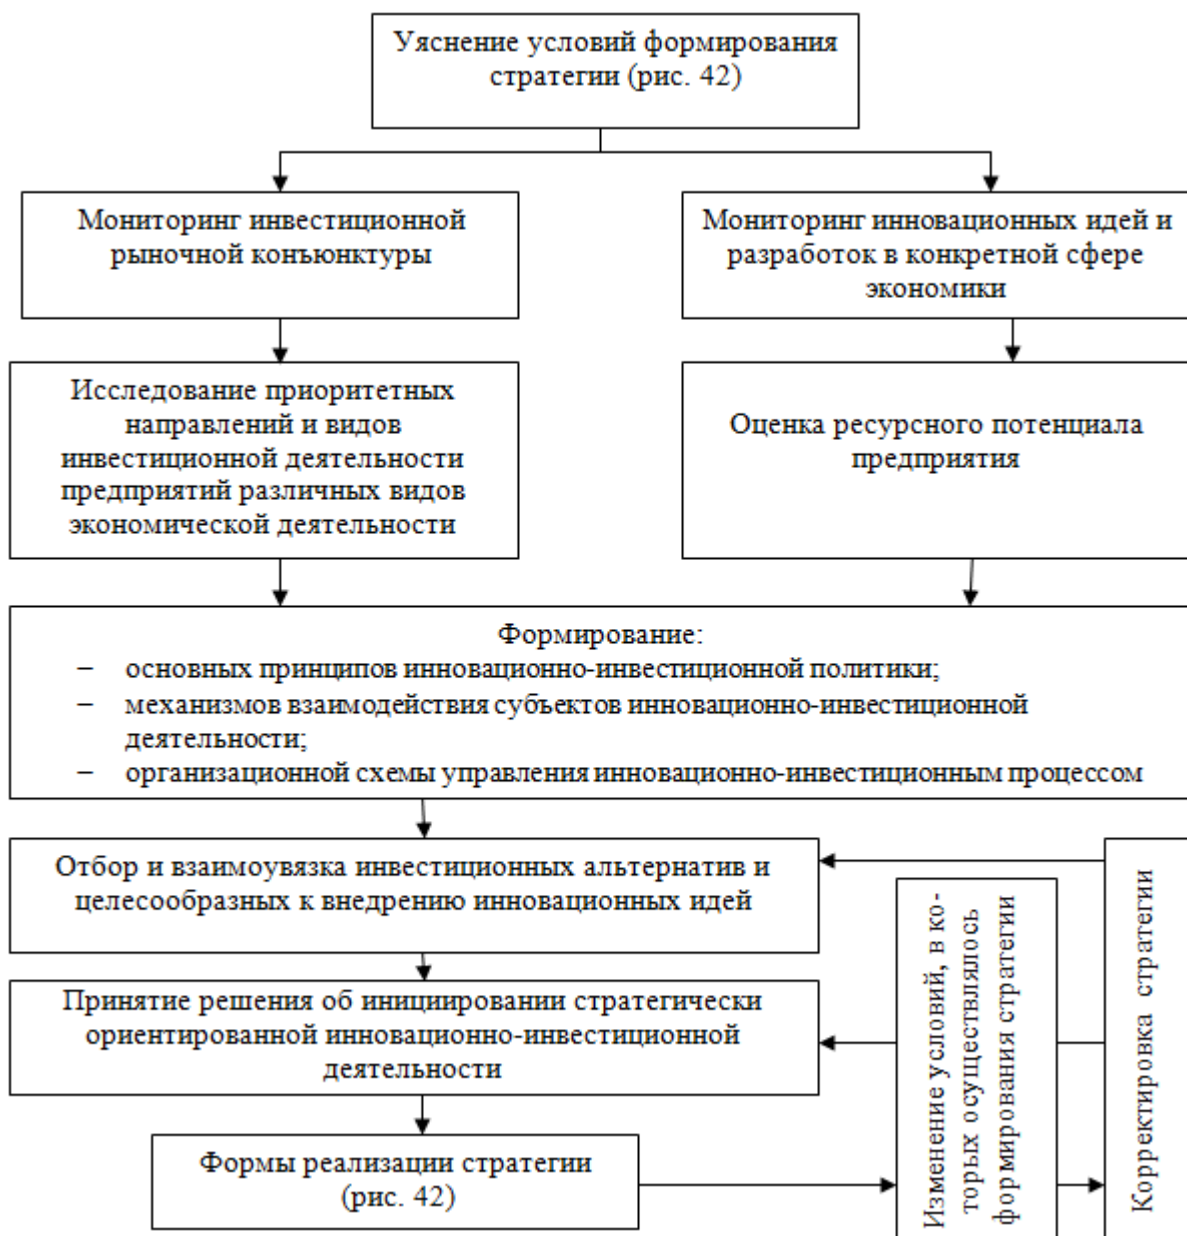 Уяснение условий формирования
стратегии (рис. 42)
Мониторинг инвестиционной
рыночной конъюнктуры
Мониторинг инновационных идей и
разработок в конкретной сфере
экономики
Исследование приоритетных
направлений и видов
инвестиционной деятельности
предприятий различных видов
экономической деятельности
Оценка ресурсного потенциала
предприятия
Формирование:
– основных принципов инновационно-инвестиционной политики;
– механизмов взаимодействия субъектов инновационно-инвестиционной
деятельности;
– организационной схемы управления инновационно-инвестиционным процессом
Отбор и взаимоувязка инвестиционных альтернатив и
целесообразных к внедрению инновационных идей
Принятие решения об инициировании стратегически
ориентированной инновационно-инвестиционной
деятельности
Формы реализации стратегии
(рис. 42)
Изменение условий, в ко-
торых осуществлялось
формирования стратегии
Корректировка стратегии